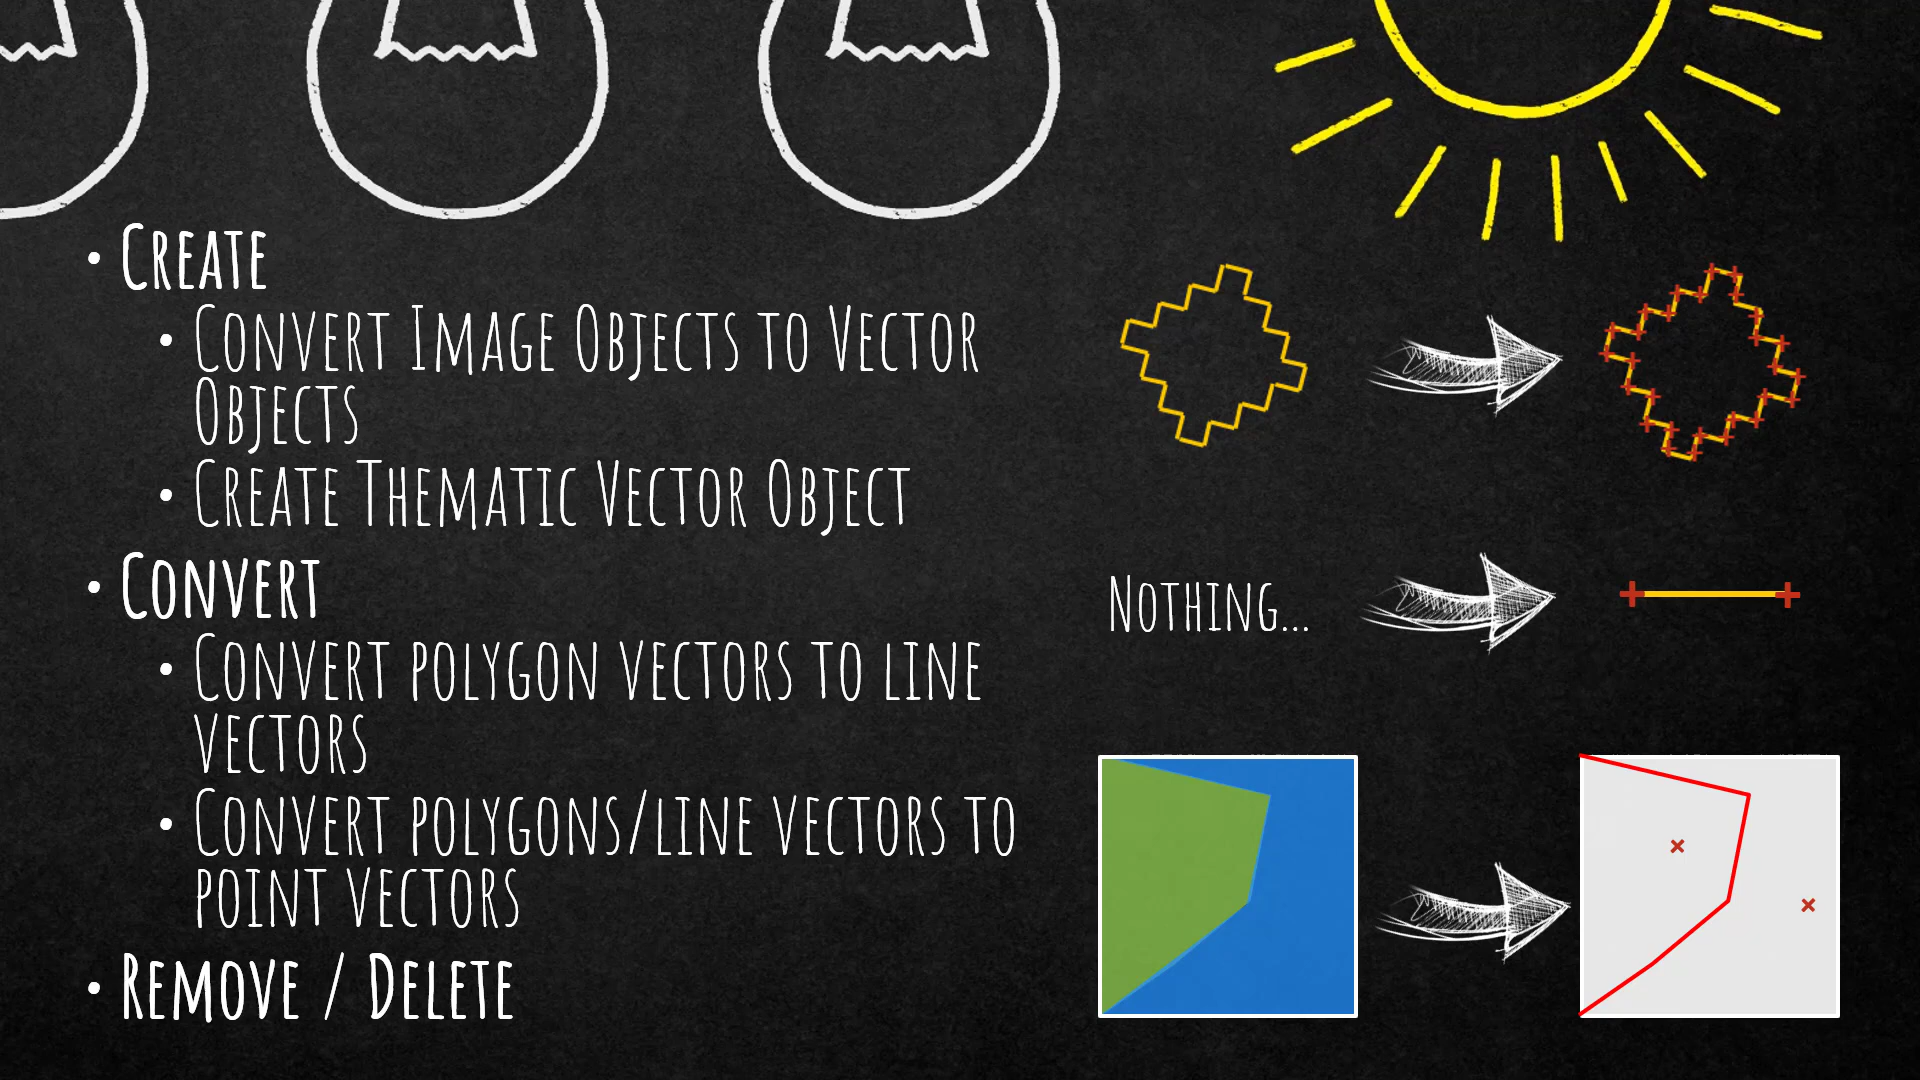 • Create
• Convert Image Objects to Vector
Objects
• Create Thematic Vector Object
• Convert
• Convert polygon vectors to line
vectors
• Convert polygons/line vectors to
point vectors
• Remove / Delete
Nothing...